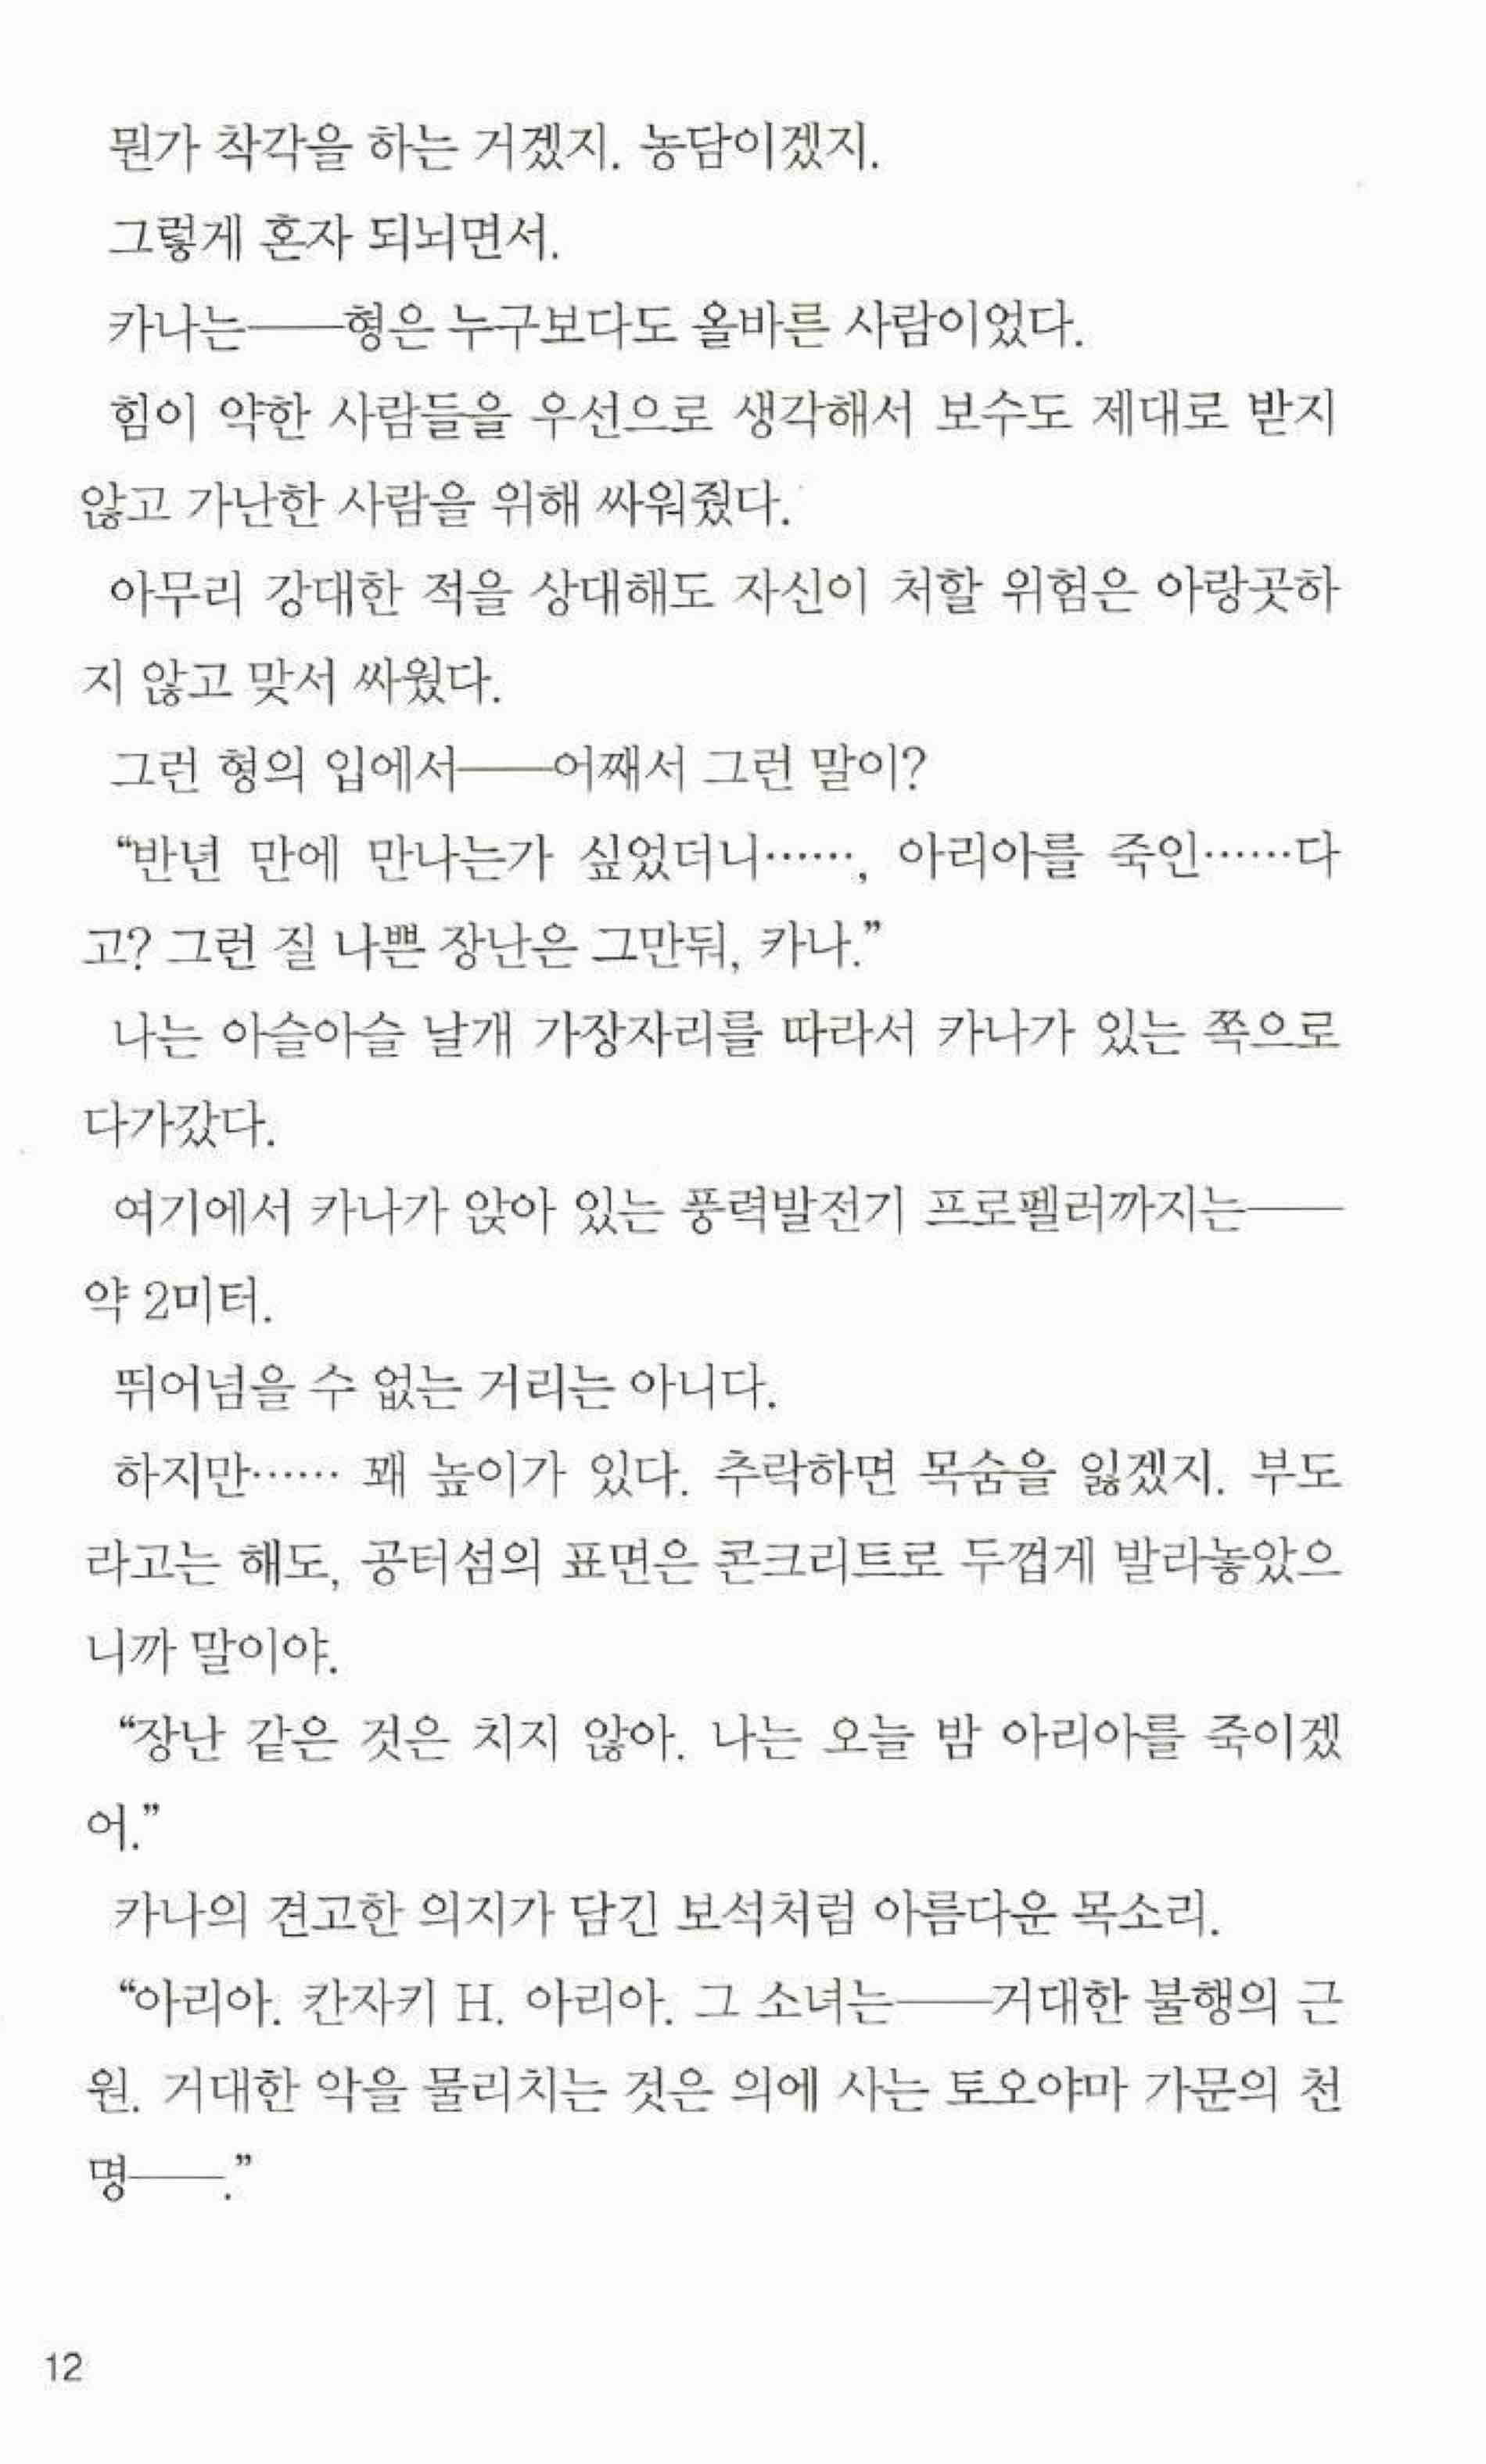 뭔가 착각을 하는 거겠지. 농담이겠지.
그렇게 혼자 되뇌면서.
카나는──형은 누구보다도 올바른 사람이었다.
힘이 약한 사람들을 우선으로 생각해서 보수도 제대로 받지
않고 가난한 사람을 위해 싸워줬다.
아무리 강대한 적을 상대해도 자신이 처할 위험은 아랑곳하
지 않고 맞서 싸웠다.
그런 형의 입에서──어째서 그런 말이?
“반년 만에 만나는가 싶었더니……, 아리아를 죽인……다
고? 그런 질 나쁜 장난은 그만둬, 카나.”
나는 아슬아슬 날개 가장자리를 따라서 카나가 있는 쪽으로
다가갔다.
여기에서 카나가 앉아 있는 풍력발전기 프로펠러까지는──
약 2미터.
뛰어넘을 수 없는 거리는 아니다.
하지만…… 꽤 높이가 있다. 추락하면 목숨을 잃겠지. 부도
라고는 해도, 공터섬의 표면은 콘크리트로 두껍게 발라놓았으
니까 말이야.
“장난 같은 것은 치지 않아. 나는 오늘 밤 아리아를 죽이겠
어.”
카나의 견고한 의지가 담긴 보석처럼 아름다운 목소리.
“아리아. 칸자키 H. 아리아. 그 소녀는──거대한 불행의 근
원. 거대한 악을 물리치는 것은 의에 사는 토오야마 가문의 천
명──.”
12